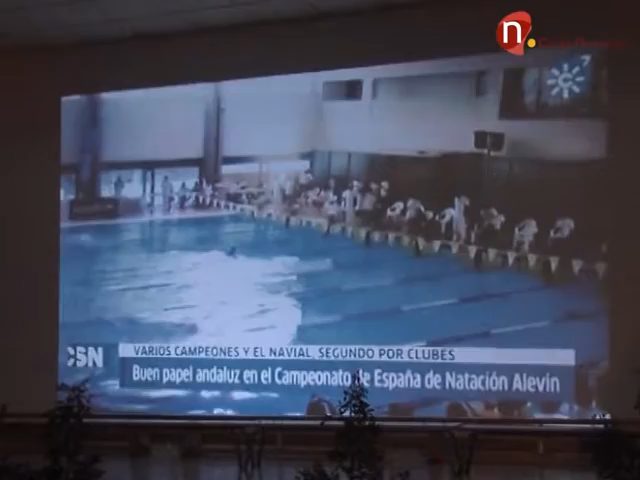 n
VARIOS CAMPEONES Y EL NAVIAL, SEGUNDO POR CLUBES
CSN
Buen papel andaluz en el Campeonato de España de Natación Alevín